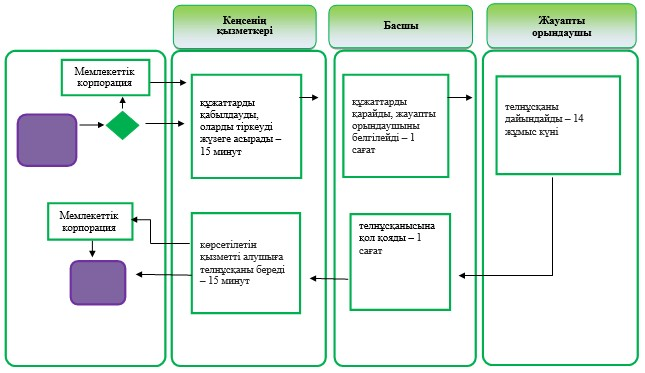 Кеңсенің
қызметкері
Басшы
Жауапты
орындаушы
Мемлекеттік
корпорация
құжаттарды
қабылдауды,
оларды тіркеуді
жүзеге асырады –
15 минут
құжаттарды
қарайды, жауапты
орындаушыны
белгілейді – 1
сағат
телнұсқаны
дайындайды – 14
жұмыс күні
Мемлекеттік
корпорация
көрсетілетін
қызметті алушыға
телнұсқаны береді
– 15 минут
телнұсқанысына
қол қояды – 1
сағат